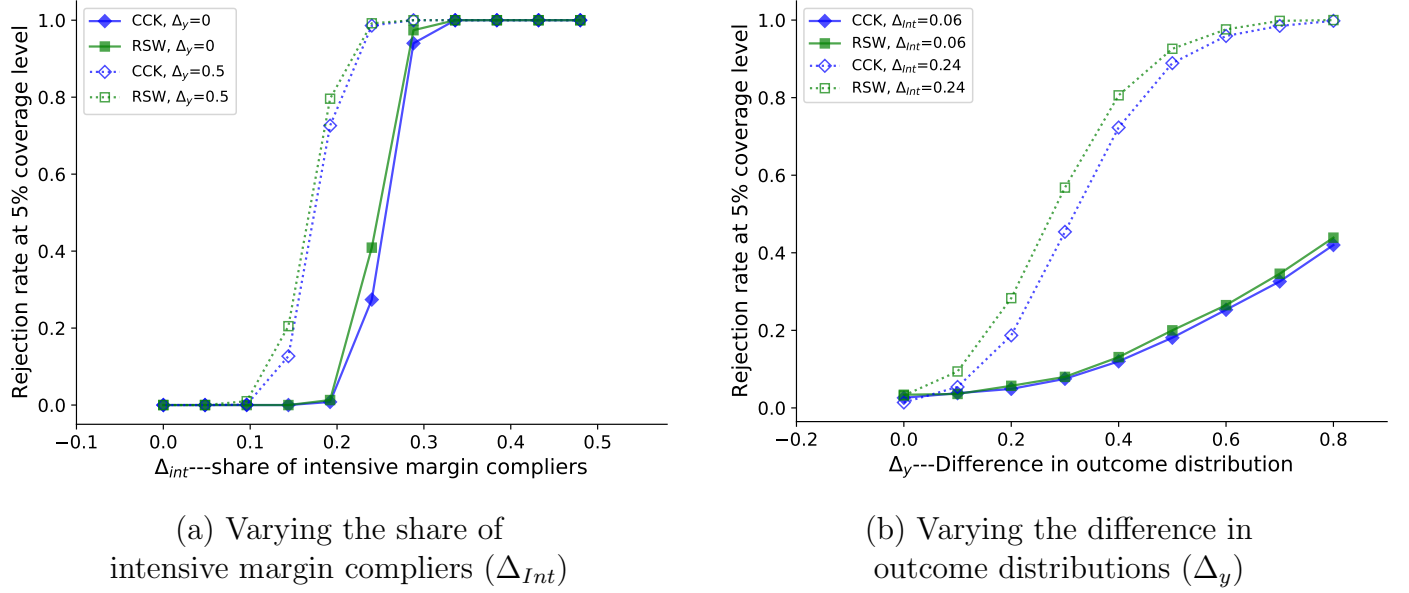 1.0
0.8
0.6
0.4
0.2
0.0
Rejection rate at 5% coverage level
CCK, Δy=0
RSW, Δy=0
CCK, Δy=0.5
RSW, Δy=0.5
−0.1 0.0 0.1 0.2 0.3 0.4 0.5
Δint---share of intensive margin compliers
(a) Varying the share of
intensive margin compliers (ΔInt)
1.0
0.8
0.6
0.4
0.2
0.0
Rejection rate at 5% coverage level
CCK, ΔInt=0.06
RSW, ΔInt=0.06
CCK, ΔInt=0.24
RSW, ΔInt=0.24
−0.2 0.0 0.2 0.4 0.6 0.8
Δy---Difference in outcome distribution
(b) Varying the difference in
outcome distributions (Δy)